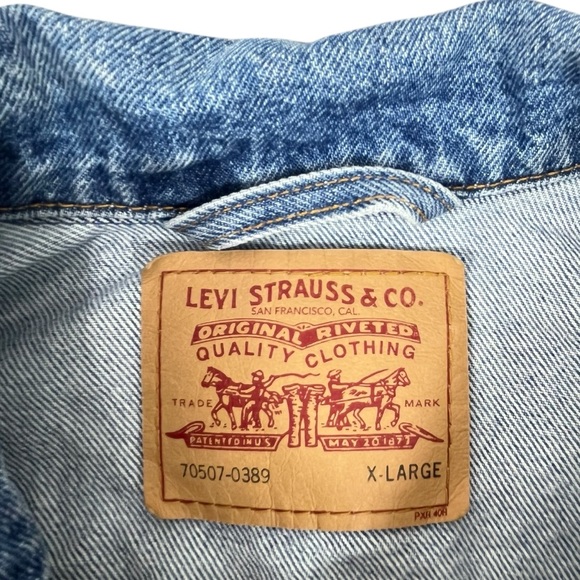 LEVI STRAUSS & CO.
SAN FRANCISCO, CAL.
ORIGINAL RIVETED
QUALITY CLOTHING
TRADE MARK
PATENTED IN U.S. MAY 20 1873
70507-0389 X-LARGE